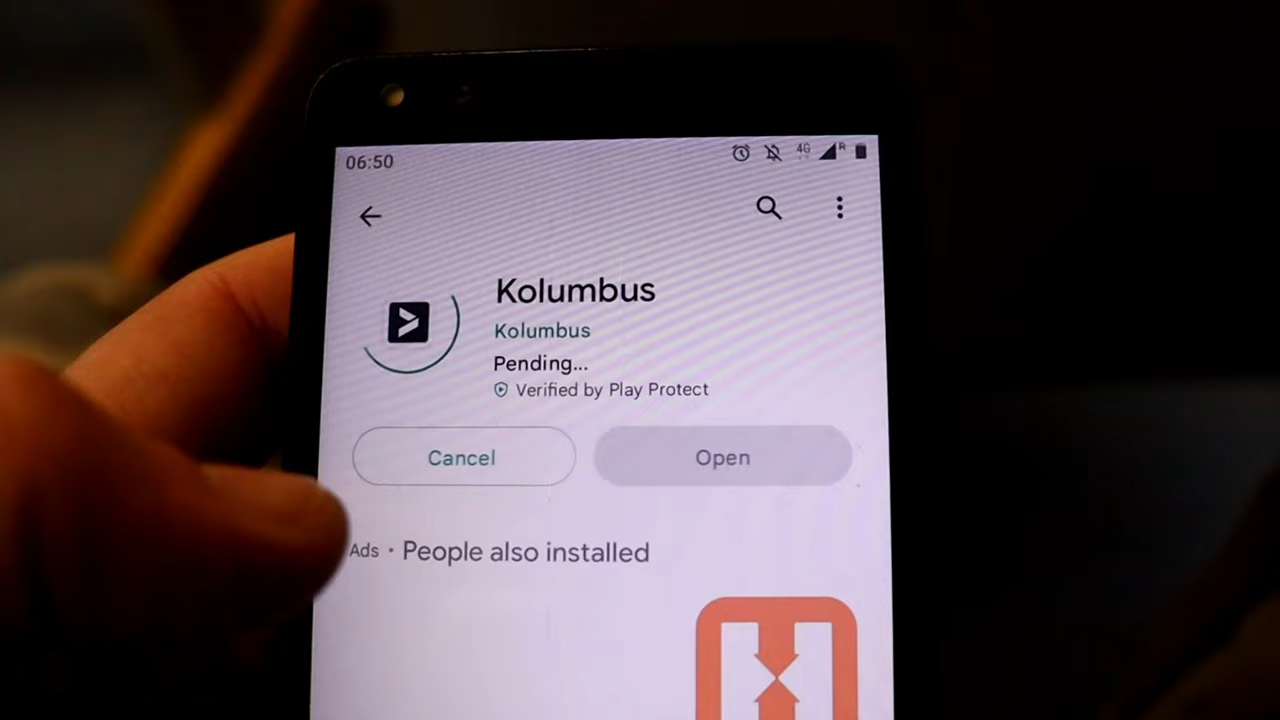 06:50
4G R
Kolumbus
Kolumbus
Pending...
Verified by Play Protect
Cancel
Open
Ads • People also installed